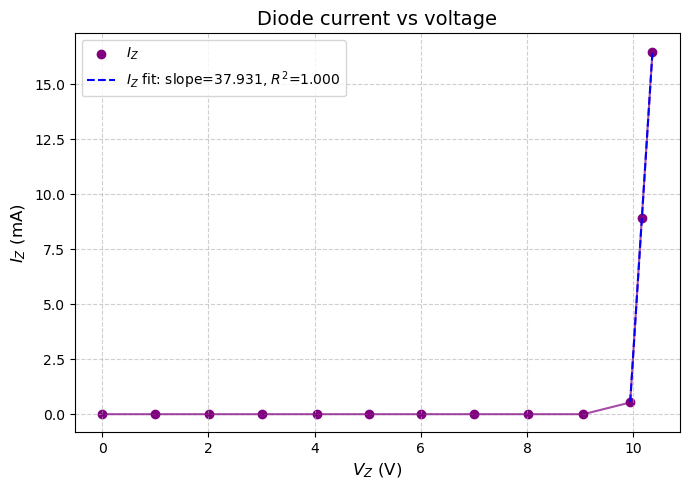 Diode current vs voltage
I_Z
I_Z fit: slope=37.931, R²=1.000
15.0
12.5
10.0
7.5
5.0
2.5
0.0
I_Z (mA)
0 2 4 6 8 10
V_Z (V)